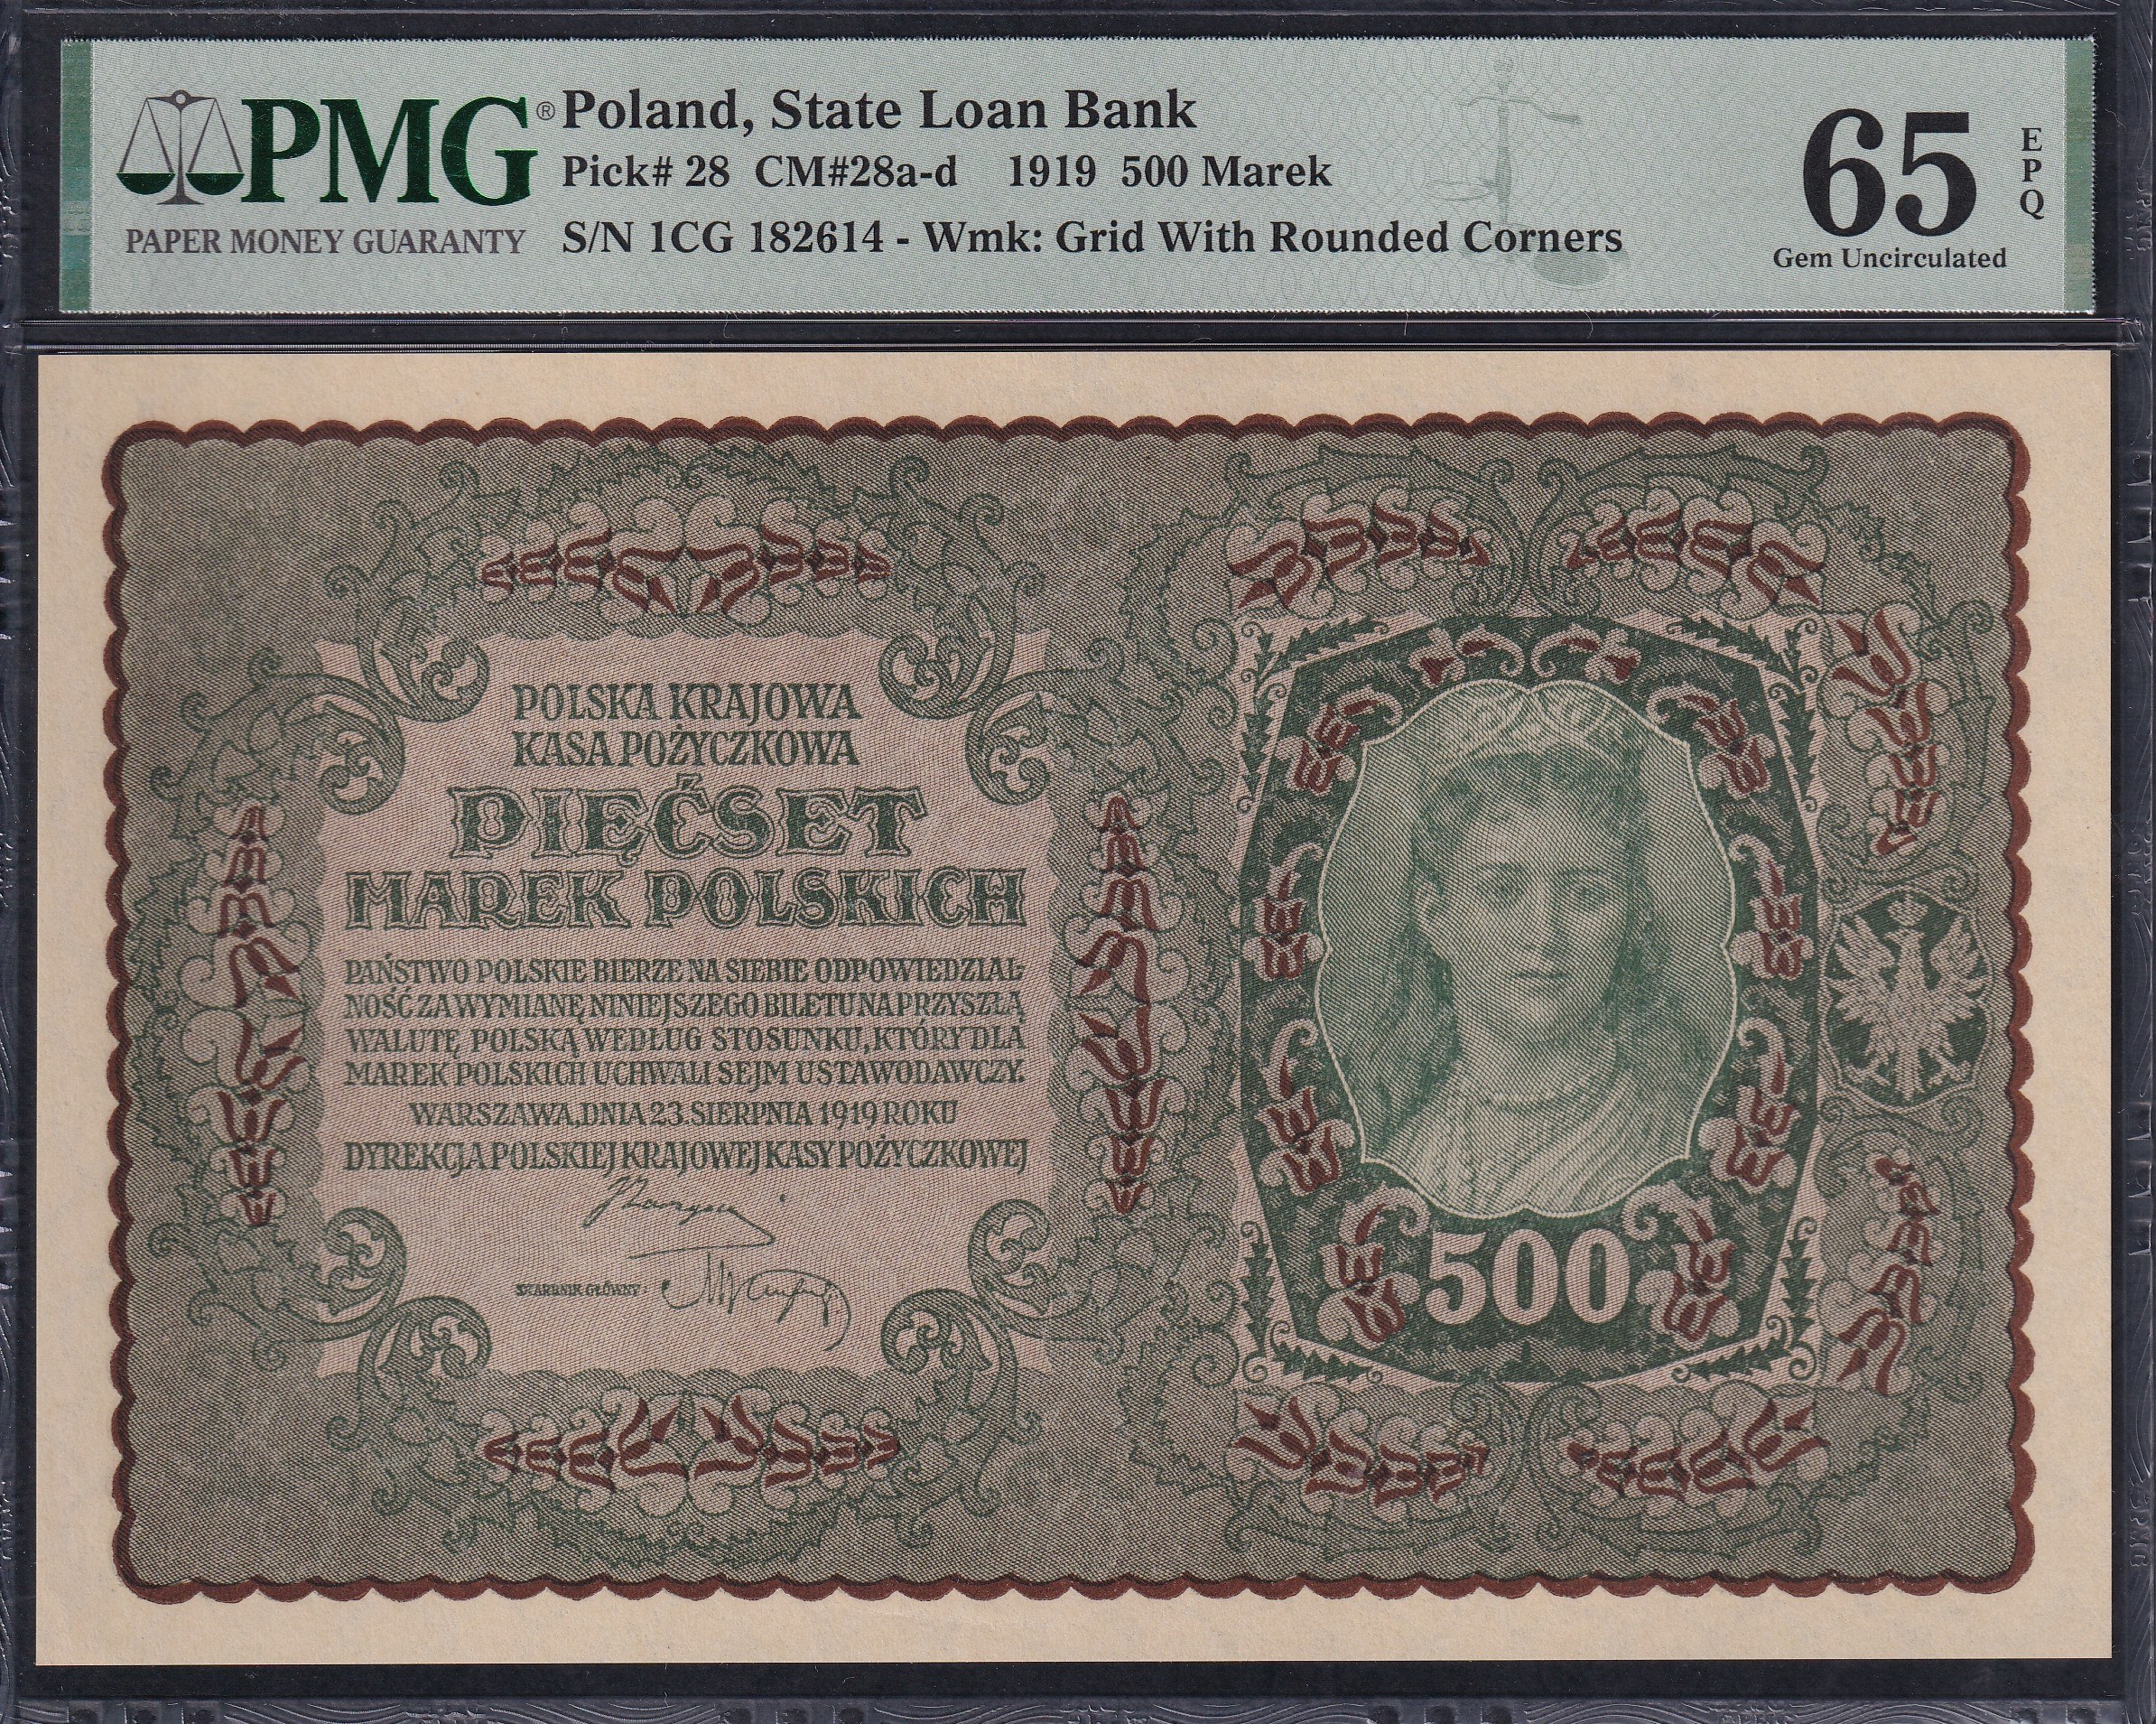 PMG®
PAPER MONEY GUARANTY
Poland, State Loan Bank
Pick# 28 CM#28a-d 1919 500 Marek
S/N 1CG 182614 - Wmk: Grid With Rounded Corners
65
EPQ
Gem Uncirculated
POLSKA KRAJOWA
KASA POŻYCZKOWA
PIĘĆSET
MAREK POLSKICH
PAŃSTWO POLSKIE BIERZE NA SIEBIE ODPOWIEDZIAL-
NOŚĆ ZA WYMIANĘ NINIEJSZEGO BILETU NA PRZYSZŁĄ
WALUTĘ POLSKĄ WEDŁUG STOSUNKU, KTÓRY DLA
MAREK POLSKICH UCHWALI SEJM USTAWODAWCZY.
WARSZAWA, DNIA 23. SIERPNIA 1919 ROKU
DYREKCJA POLSKIEJ KRAJOWEJ KASY POŻYCZKOWEJ
SKARBNIK GŁÓWNY:
500